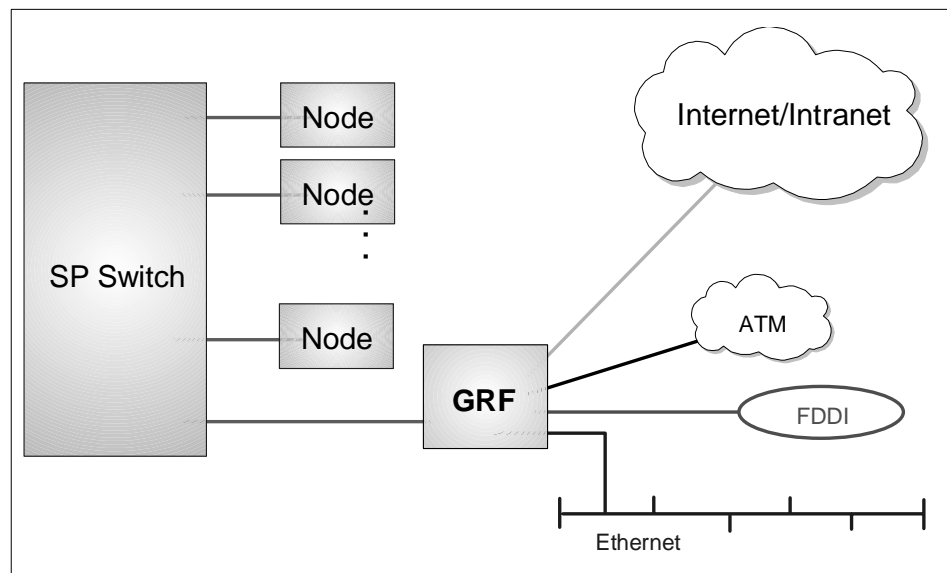 Node
Internet/Intranet
Node
SP Switch
Node
ATM
GRF
FDDI
Ethernet